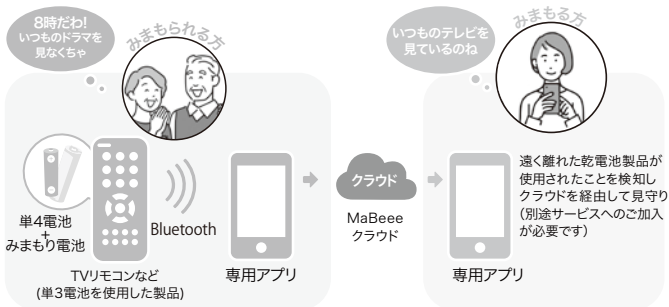 8時だわ!
いつものドラマを
見なくちゃ
みまもられる方
単4電池
+
みまもり電池
Bluetooth
TVリモコンなど
(単3電池を使用した製品)
専用アプリ
クラウド
MaBeee
クラウド
いつものテレビを
見ているのね
みまもる方
専用アプリ
遠く離れた乾電池製品が
使用されたことを検知し
クラウドを経由して見守り
(別途サービスへのご加入
が必要です)